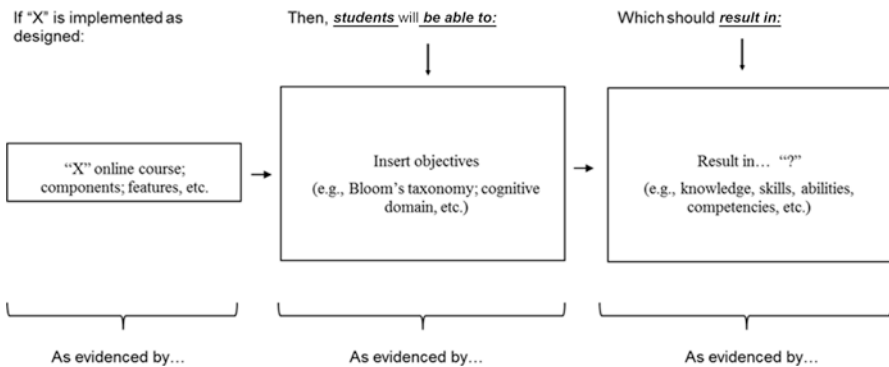 If “X” is implemented as
designed:
Then, students will be able to:
Which should result in:
“X” online course;
components; features, etc.
Insert objectives
(e.g., Bloom’s taxonomy; cognitive
domain, etc.)
Result in… “?”
(e.g., knowledge, skills, abilities,
competencies, etc.)
As evidenced by…
As evidenced by…
As evidenced by…